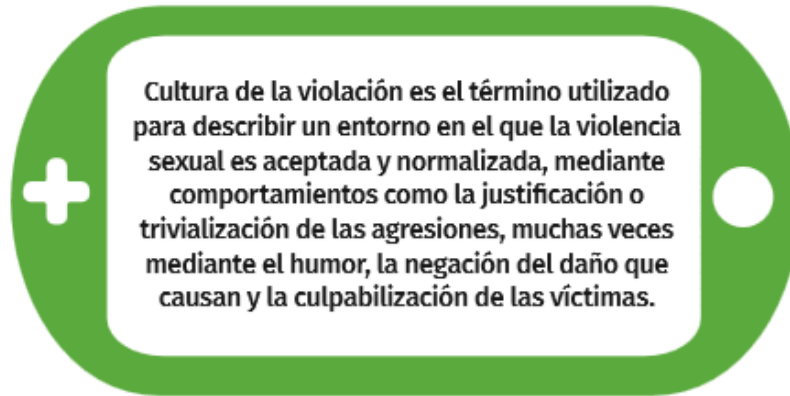 Cultura de la violación es el término utilizado
para describir un entorno en el que la violencia
sexual es aceptada y normalizada, mediante
comportamientos como la justificación o
trivialización de las agresiones, muchas veces
mediante el humor, la negación del daño que
causan y la culpabilización de las víctimas.